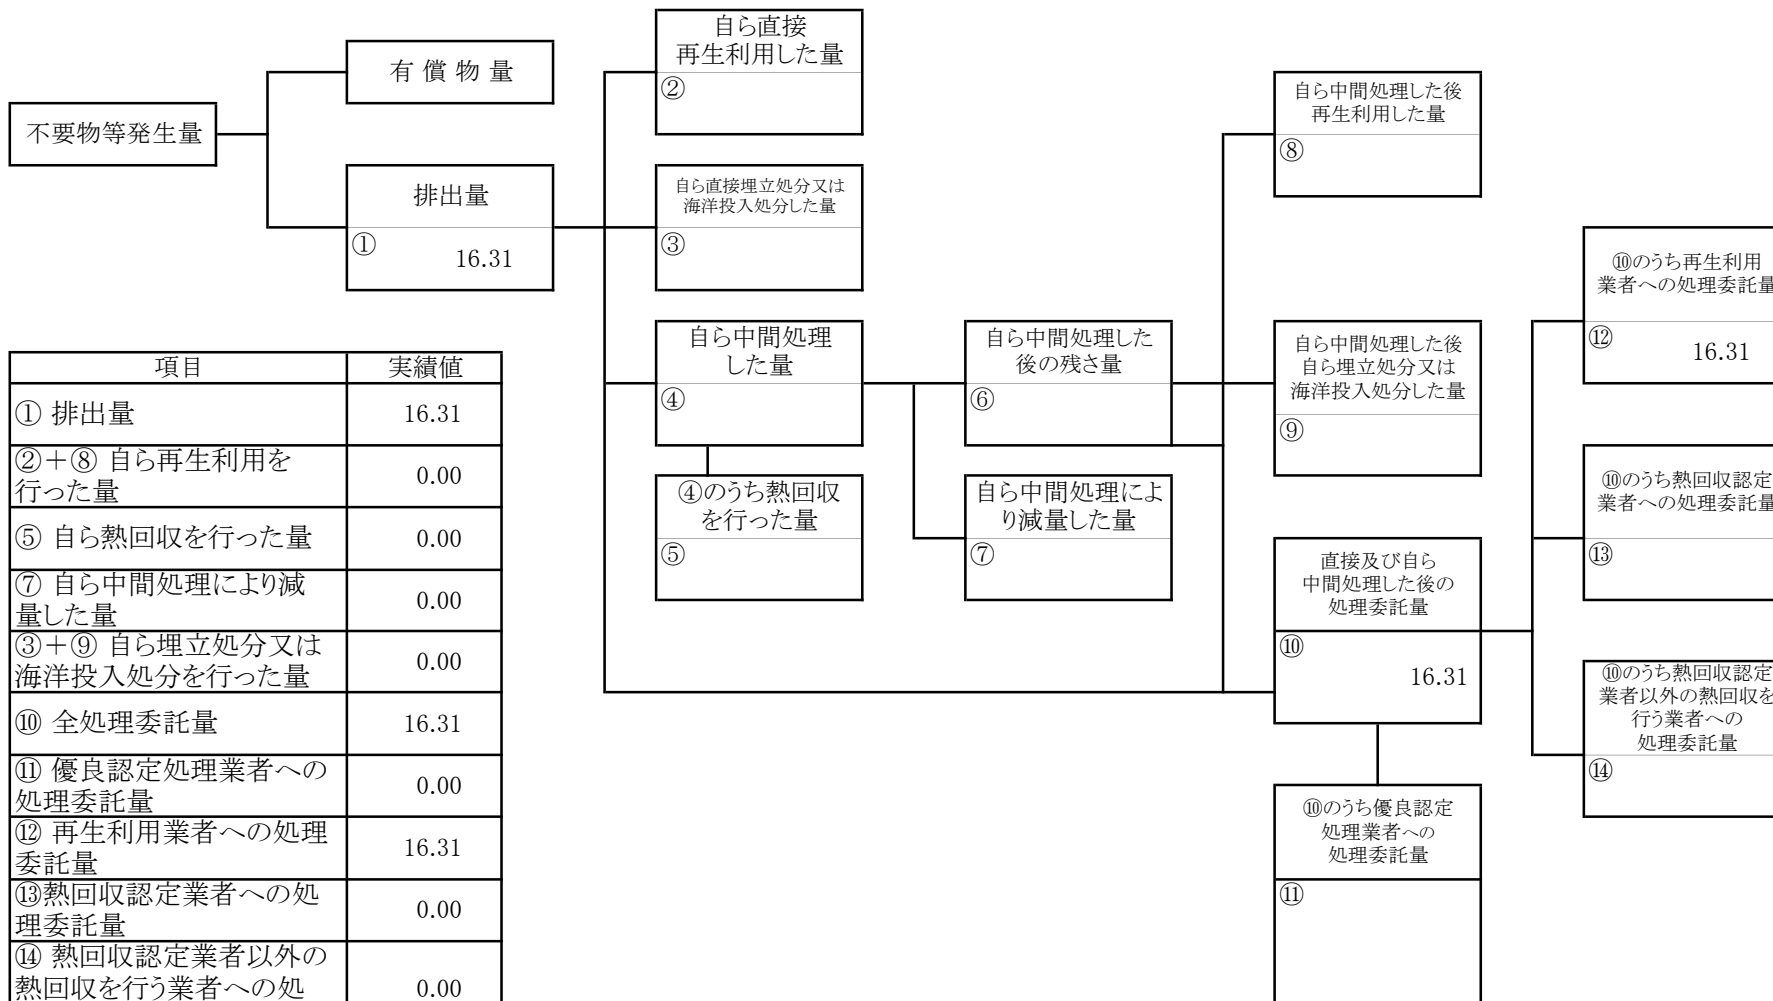 自ら直接
再生利用した量
②
有 償 物 量
不要物等発生量
自ら中間処理した後
再生利用した量
⑧
排出量
①
16.31
自ら直接埋立処分又は
海洋投入処分した量
③
⑩のうち再生利用
業者への処理委託量
⑫
16.31
自ら中間処理
した量
④
自ら中間処理した
後の残さ量
⑥
自ら中間処理した後
自ら埋立処分又は
海洋投入処分した量
⑨
④のうち熱回収
を行った量
⑤
自ら中間処理によ
り減量した量
⑦
⑩のうち熱回収認定
業者への処理委託量
⑬
直接及び自ら
中間処理した後の
処理委託量
⑩
16.31
⑩のうち熱回収認定
業者以外の熱回収を
行う業者への
処理委託量
⑭
⑩のうち優良認定
処理業者への
処理委託量
⑪
項目 実績値
① 排出量 16.31
②＋⑧ 自ら再生利用を
行った量 0.00
⑤ 自ら熱回収を行った量 0.00
⑦ 自ら中間処理により減
量した量 0.00
③＋⑨ 自ら埋立処分又は
海洋投入処分を行った量 0.00
⑩ 全処理委託量 16.31
⑪ 優良認定処理業者への
処理委託量 0.00
⑫ 再生利用業者への処理
委託量 16.31
⑬熱回収認定業者への処
理委託量 0.00
⑭ 熱回収認定業者以外の
熱回収を行う業者への処 0.00